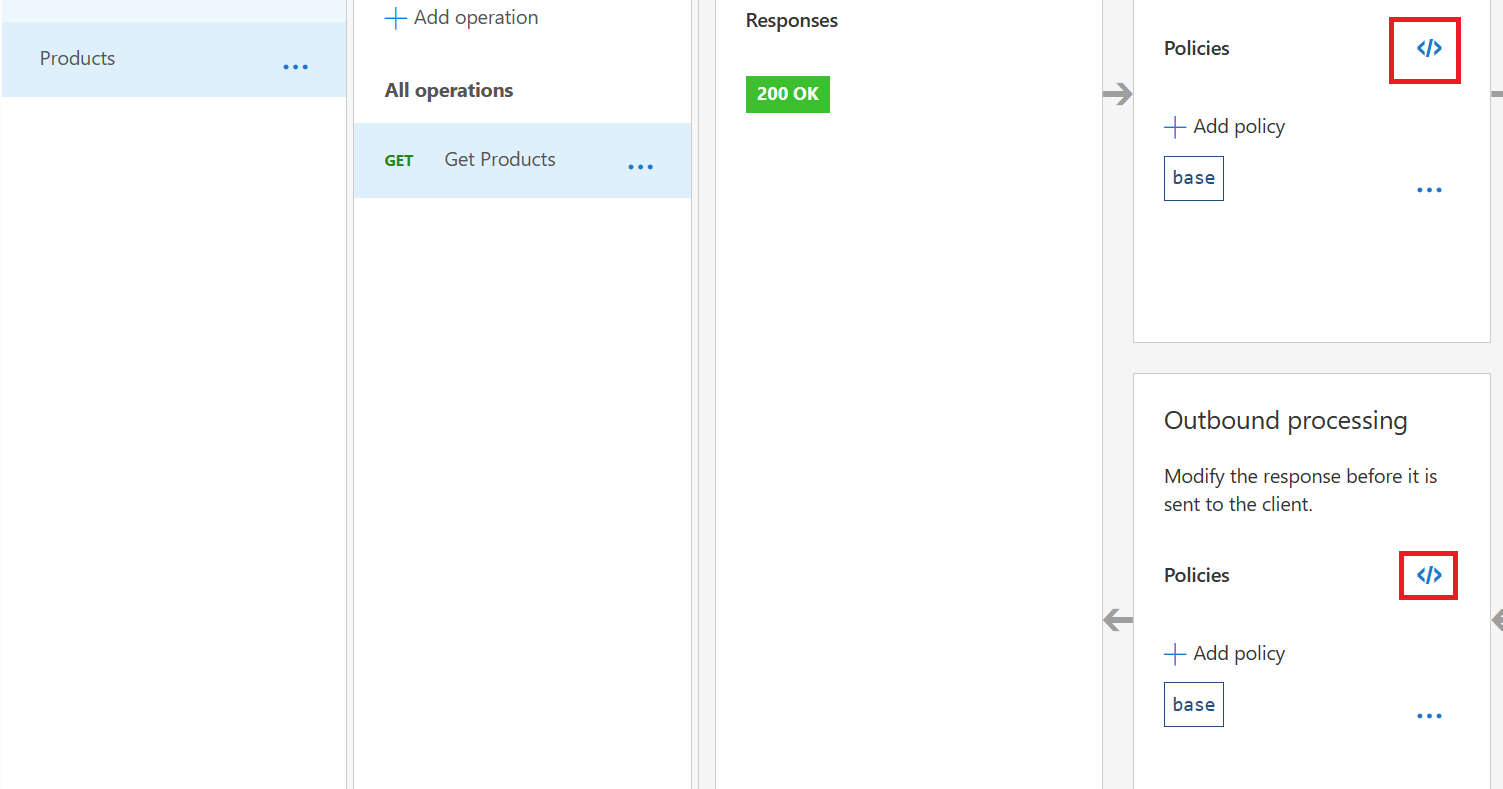 Products
...
Add operation
All operations
GET Get Products ...
Responses
200 OK
Policies </>
Add policy
base
...
Outbound processing
Modify the response before it is
sent to the client.
Policies </>
Add policy
base
...